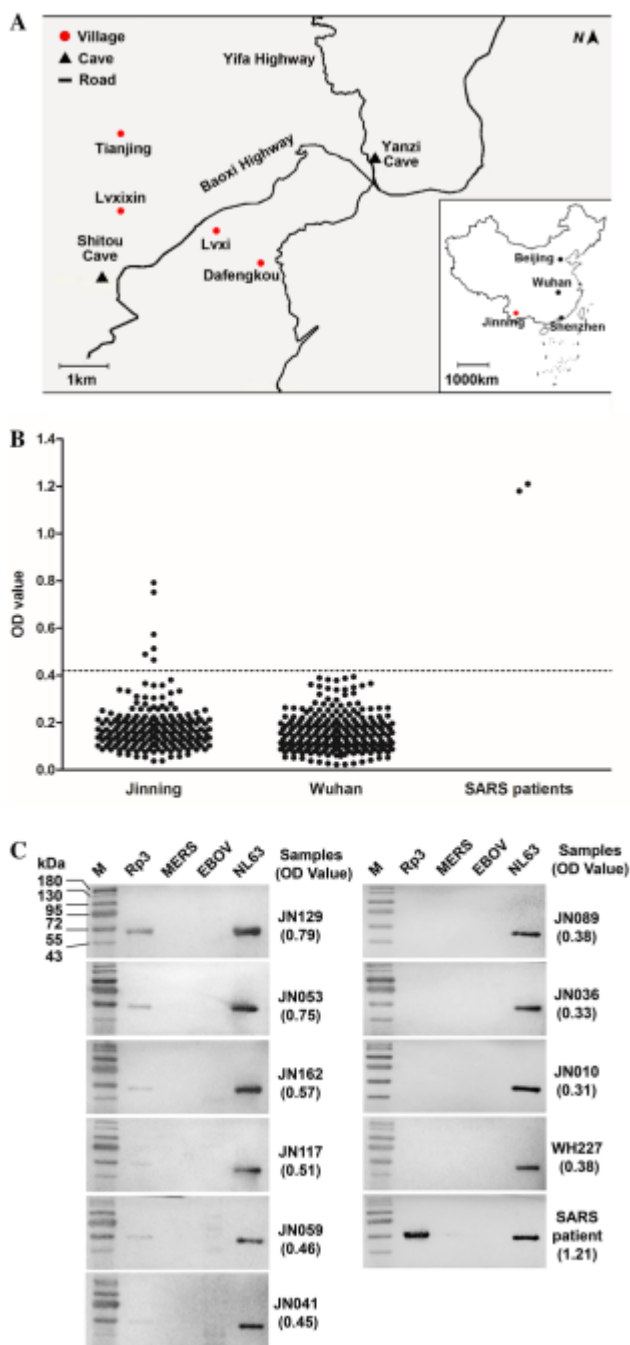 A
Village
Cave
Road
Yifa Highway
N
Tianjing
Baoxi Highway
Yanzi
Cave
Lvxixin
Shitou
Cave
Lvxi
Dafengkou
1km
Beijing
Wuhan
Jinning
Shenzhen
1000km
B
OD value
1.4
1.2
1.0
0.8
0.6
0.4
0.2
0.0
Jinning
Wuhan
SARS patients
C
kDa
M
Rp3
MERS
EBOV
NL63
Samples
(OD Value)
180
130
95
72
55
43
JN129
(0.79)
JN053
(0.75)
JN162
(0.57)
JN117
(0.51)
JN059
(0.46)
JN041
(0.45)
M
Rp3
MERS
EBOV
NL63
Samples
(OD Value)
JN089
(0.38)
JN036
(0.33)
JN010
(0.31)
WH227
(0.38)
SARS
patient
(1.21)